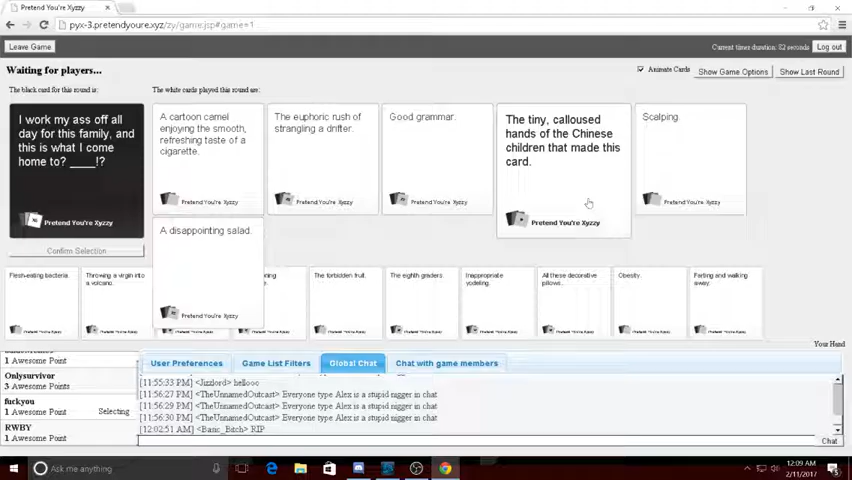 Pretend You're Xyzzy
pyx-3.pretendyoure.xyz/zy/game.jsp#game=1
Leave Game
Current timer duration: 82 seconds
Log out
Waiting for players...
Animate Cards
Show Game Options
Show Last Round
The black card for this round is:
The white cards played this round are:
I work my ass off all
day for this family, and
this is what I come
home to? ____!?
Pretend You're Xyzzy
A cartoon camel
enjoying the smooth,
refreshing taste of a
cigarette.
Pretend You're Xyzzy
The euphoric rush of
strangling a drifter.
Pretend You're Xyzzy
Good grammar.
Pretend You're Xyzzy
The tiny, calloused
hands of the Chinese
children that made this
card.
Pretend You're Xyzzy
Scalping.
Pretend You're Xyzzy
A disappointing salad.
Pretend You're Xyzzy
Confirm Selection
Flesh-eating bacteria.
Throwing a virgin into
a volcano.
The forbidden fruit.
The eighth graders.
Inappropriate
yodeling.
All these decorative
pillows.
Obesity.
Farting and walking
away.
Your Hand
1 Awesome Point
Onlysurvivor
3 Awesome Points
fuckyou
1 Awesome Point
Selecting
RWBY
1 Awesome Point
User Preferences
Game List Filters
Global Chat
Chat with game members
[11:55:33 PM] <Jizzlord> hellooo
[11:56:27 PM] <TheUnnamedOutcast> Everyone type Alex is a stupid nigger in chat
[11:56:29 PM] <TheUnnamedOutcast> Everyone type Alex is a stupid nigger in chat
[11:56:30 PM] <TheUnnamedOutcast> Everyone type Alex is a stupid nigger in chat
[12:02:51 AM] <Basic_Bitch> RIP
Chat
Ask me anything
12:09 AM
2/11/2017